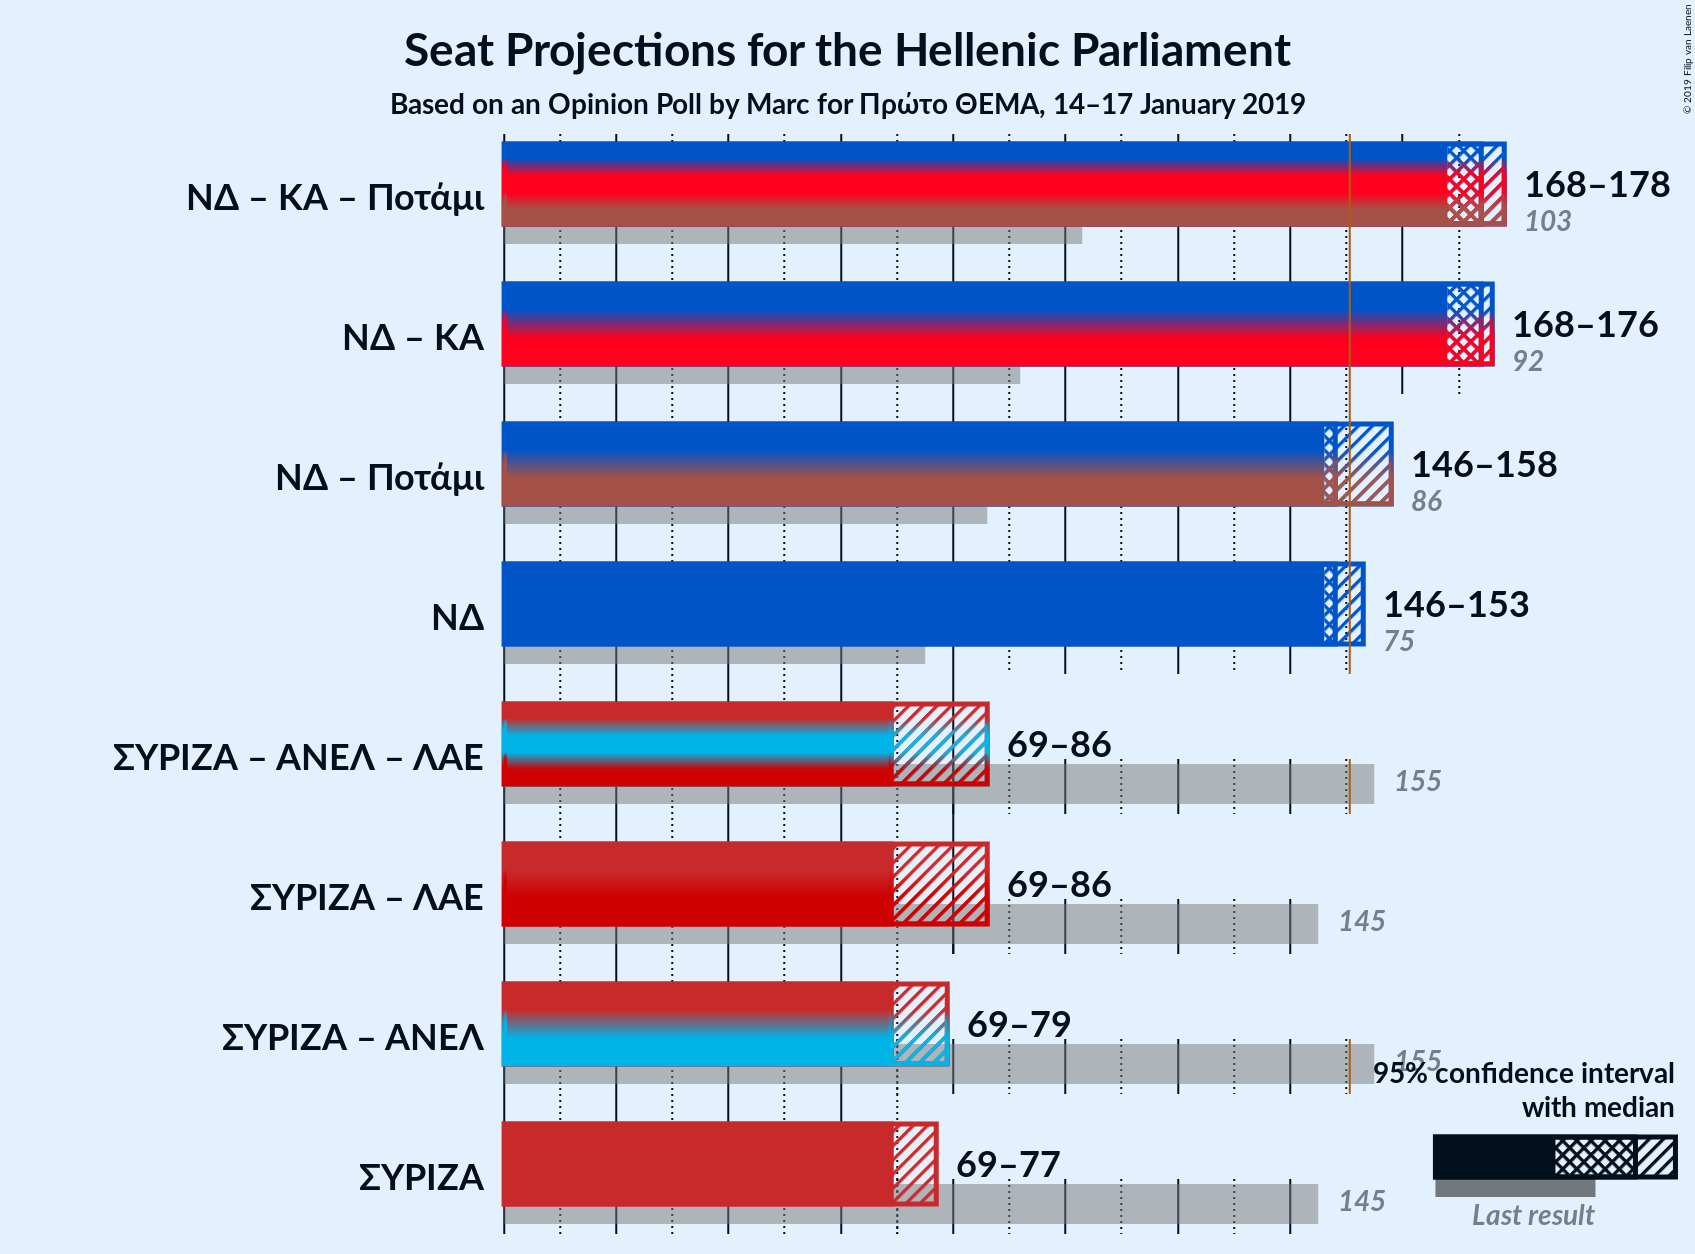 Seat Projections for the Hellenic Parliament
Based on an Opinion Poll by Marc for Πρώτο ΘΕΜΑ, 14–17 January 2019
© 2019 Filip van Laenen
ΝΔ – ΚΑ – Ποτάμι
168–178
103
ΝΔ – ΚΑ
168–176
92
ΝΔ – Ποτάμι
146–158
86
ΝΔ
146–153
75
ΣΥΡΙΖΑ – ΑΝΕΛ – ΛΑΕ
69–86
155
ΣΥΡΙΖΑ – ΛΑΕ
69–86
145
ΣΥΡΙΖΑ – ΑΝΕΛ
69–79
155
ΣΥΡΙΖΑ
69–77
145
95% confidence interval
with median
Last result